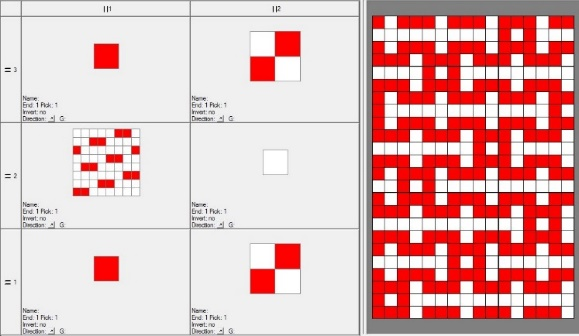 ||1
||2
= 3
Name:
End: 1 Pick: 1
Invert: no
Direction: G:
Name:
End: 1 Pick: 1
Invert: no
Direction: G:
= 2
Name:
End: 1 Pick: 1
Invert: no
Direction: G:
Name:
End: 1 Pick: 1
Invert: no
Direction: G:
= 1
Name:
End: 1 Pick: 1
Invert: no
Direction: G:
Name:
End: 1 Pick: 1
Invert: no
Direction: G: